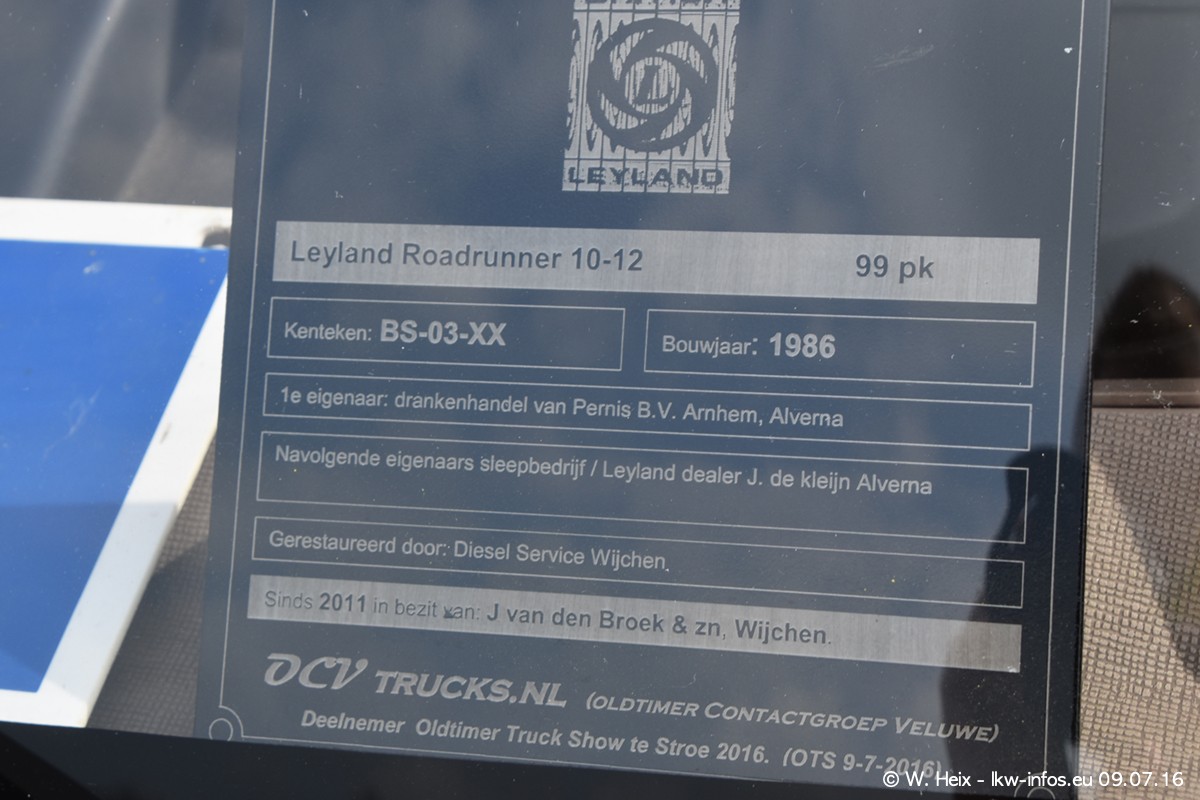 LEYLAND
Leyland Roadrunner 10-12 99 pk
Kenteken: BS-03-XX Bouwjaar: 1986
1e eigenaar: drankenhandel van Pernis B.V. Arnhem, Alverna
Navolgende eigenaars sleepbedrijf / Leyland dealer J. de kleijn Alverna
Gerestaureerd door: Diesel Service Wijchen.
Sinds 2011 in bezit van: J van den Broek & zn, Wijchen.
OCV TRUCKS.NL (OLDTIMER CONTACTGROEP VELUWE)
Deelnemer Oldtimer Truck Show te Stroe 2016. (OTS 9-7-2016)
© W. Heix - lkw-infos.eu 09.07.16